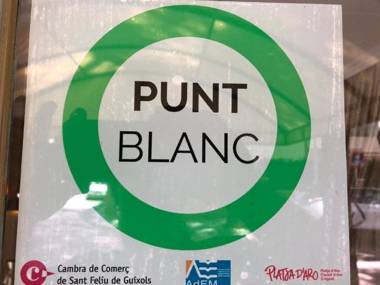 PUNT
BLANC
Cambra de Comerç
de Sant Feliu de Guíxols
AdEM
PLATJA D'ARO